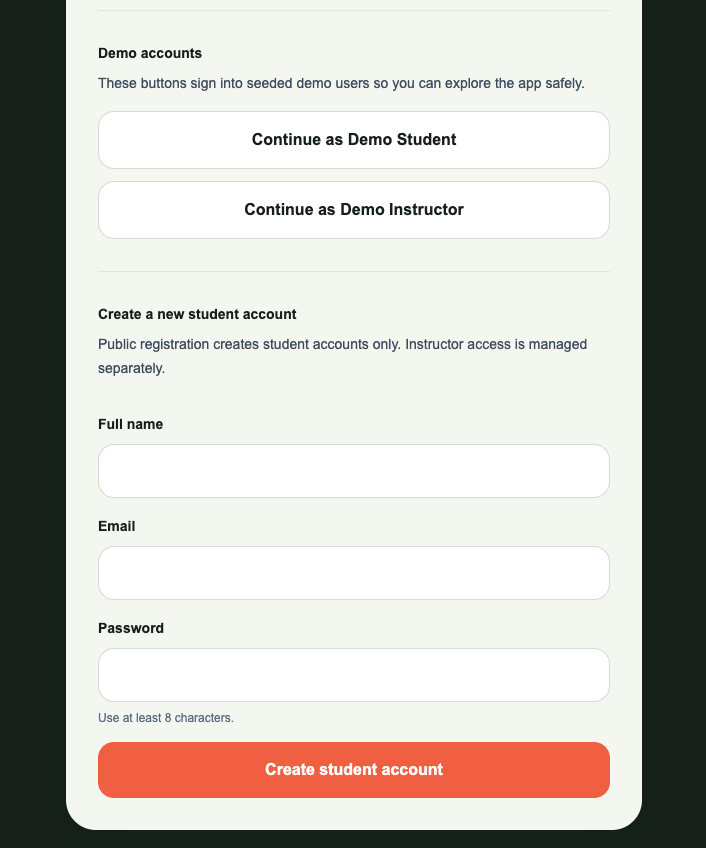 Demo accounts
These buttons sign into seeded demo users so you can explore the app safely.
Continue as Demo Student
Continue as Demo Instructor
Create a new student account
Public registration creates student accounts only. Instructor access is managed
separately.
Full name
Email
Password
Use at least 8 characters.
Create student account